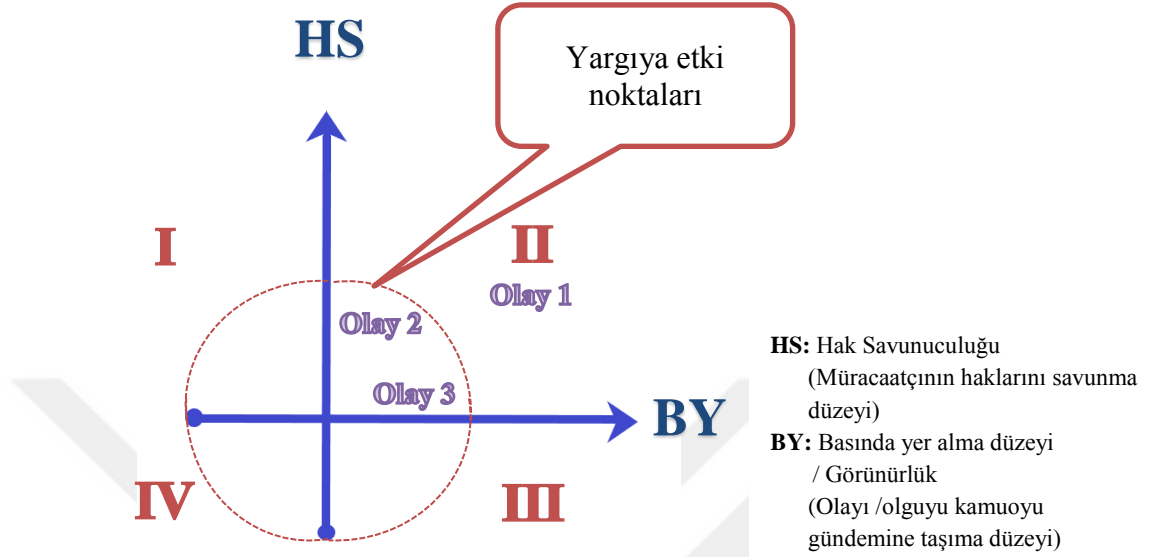 HS
Yargıya etki
noktaları
I
II
Olay 1
Olay 2
Olay 3
BY
IV
III
HS: Hak Savunuculuğu
(Müracaatçının haklarını savunma
düzeyi)
BY: Basında yer alma düzeyi
/ Görünürlük
(Olayı /olguyu kamuoyu
gündemine taşıma düzeyi)